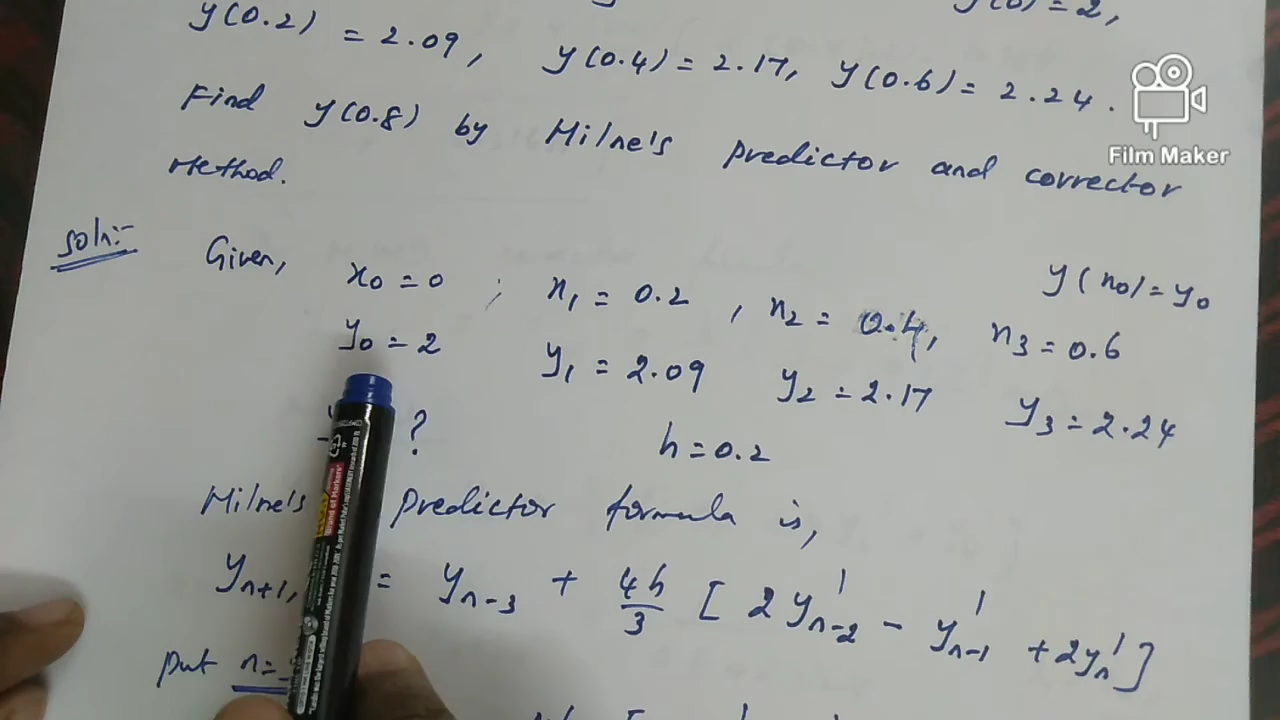 y(0) = 2,
y(0.2) = 2.09, y(0.4) = 2.17, y(0.6) = 2.24.
Find y(0.8) by Milne's predictor and corrector
Method.
Soln:- Given, x0 = 0 ; x1 = 0.2 , x2 = 0.4, x3 = 0.6 y(x0) = y0
y0 = 2 y1 = 2.09 y2 = 2.17 y3 = 2.24
? h = 0.2
Milne's predictor formula is,
yn+1, = yn-3 + 4h/3 [ 2y'n-2 - y'n-1 + 2y'n ]
put n=
Film Maker